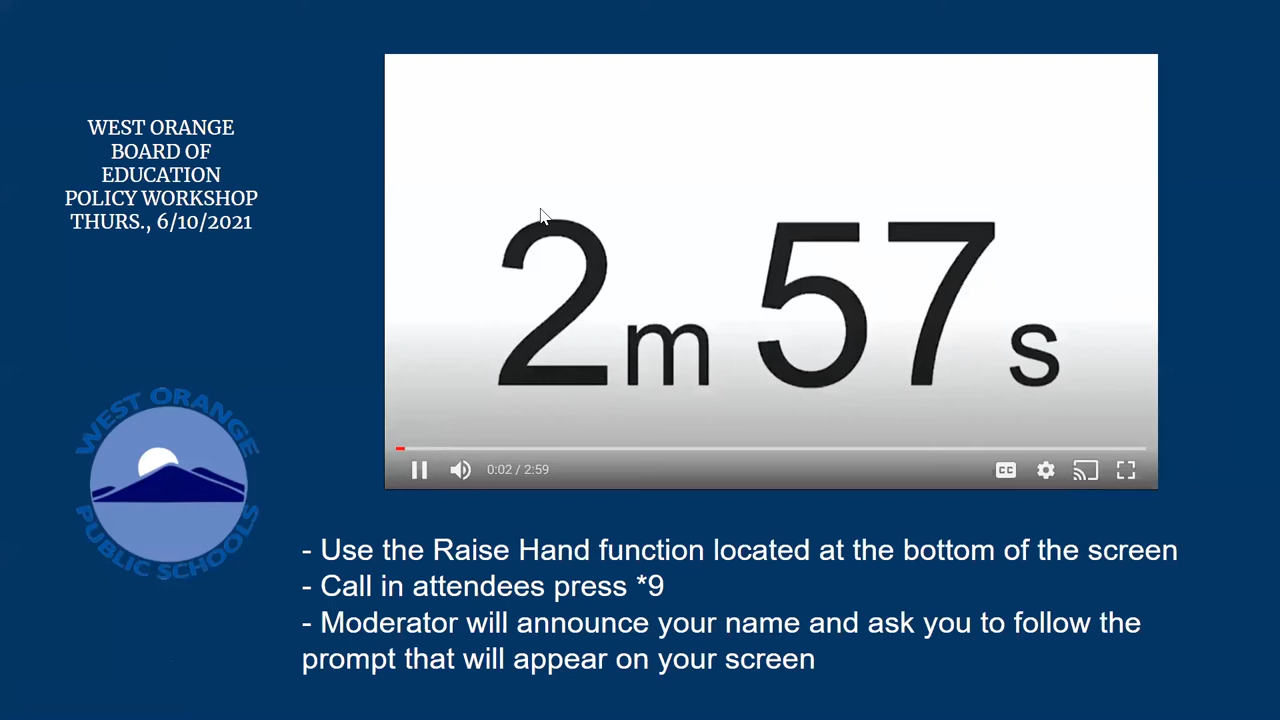 WEST ORANGE
BOARD OF
EDUCATION
POLICY WORKSHOP
THURS., 6/10/2021
2m 57s
0:02 / 2:59
CC
WEST ORANGE
PUBLIC SCHOOLS
- Use the Raise Hand function located at the bottom of the screen
- Call in attendees press *9
- Moderator will announce your name and ask you to follow the
prompt that will appear on your screen